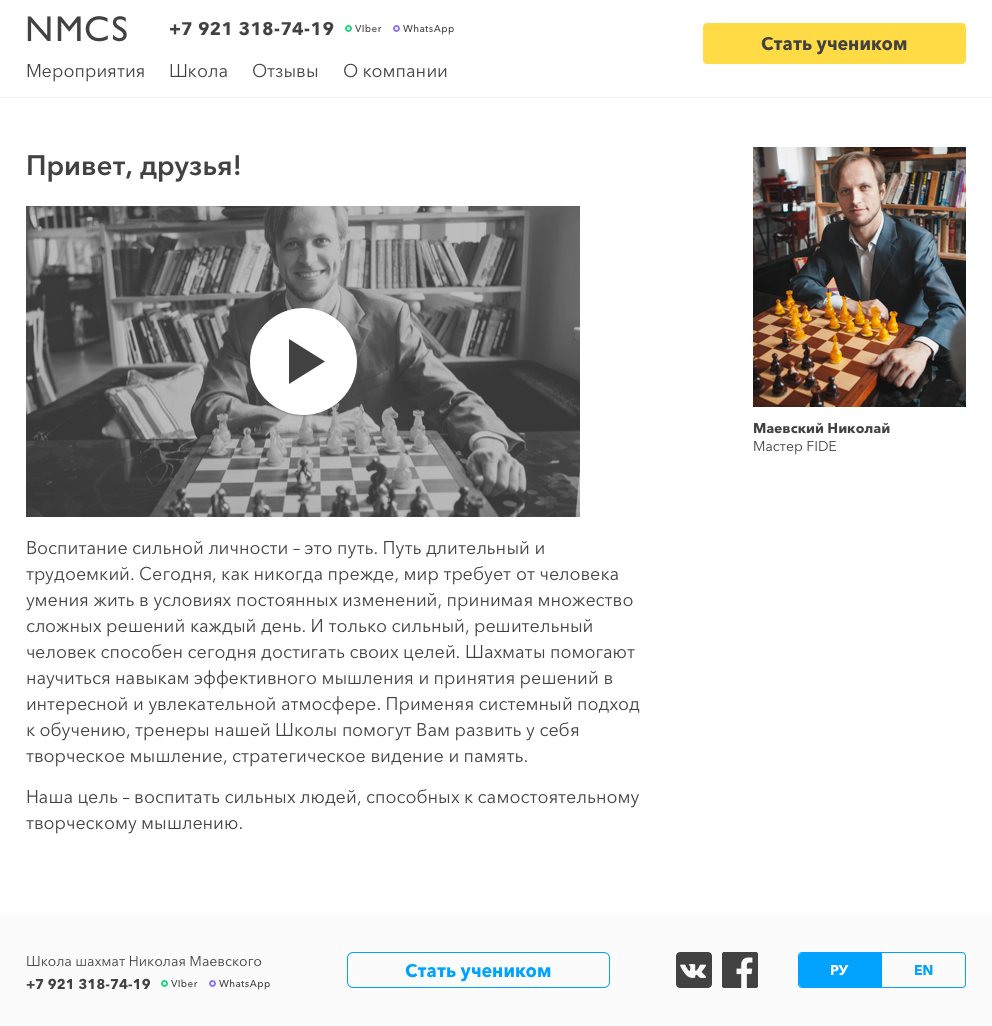 NMCS
+7 921 318-74-19 VIber WhatsApp
Стать учеником
Мероприятия Школа Отзывы О компании
Привет, друзья!
Маевский Николай
Мастер FIDE
Воспитание сильной личности – это путь. Путь длительный и
трудоемкий. Сегодня, как никогда прежде, мир требует от человека
умения жить в условиях постоянных изменений, принимая множество
сложных решений каждый день. И только сильный, решительный
человек способен сегодня достигать своих целей. Шахматы помогают
научиться навыкам эффективного мышления и принятия решений в
интересной и увлекательной атмосфере. Применяя системный подход
к обучению, тренеры нашей Школы помогут Вам развить у себя
творческое мышление, стратегическое видение и память.
Наша цель – воспитать сильных людей, способных к самостоятельному
творческому мышлению.
Школа шахмат Николая Маевского
+7 921 318-74-19 VIber WhatsApp
Стать учеником
РУ EN